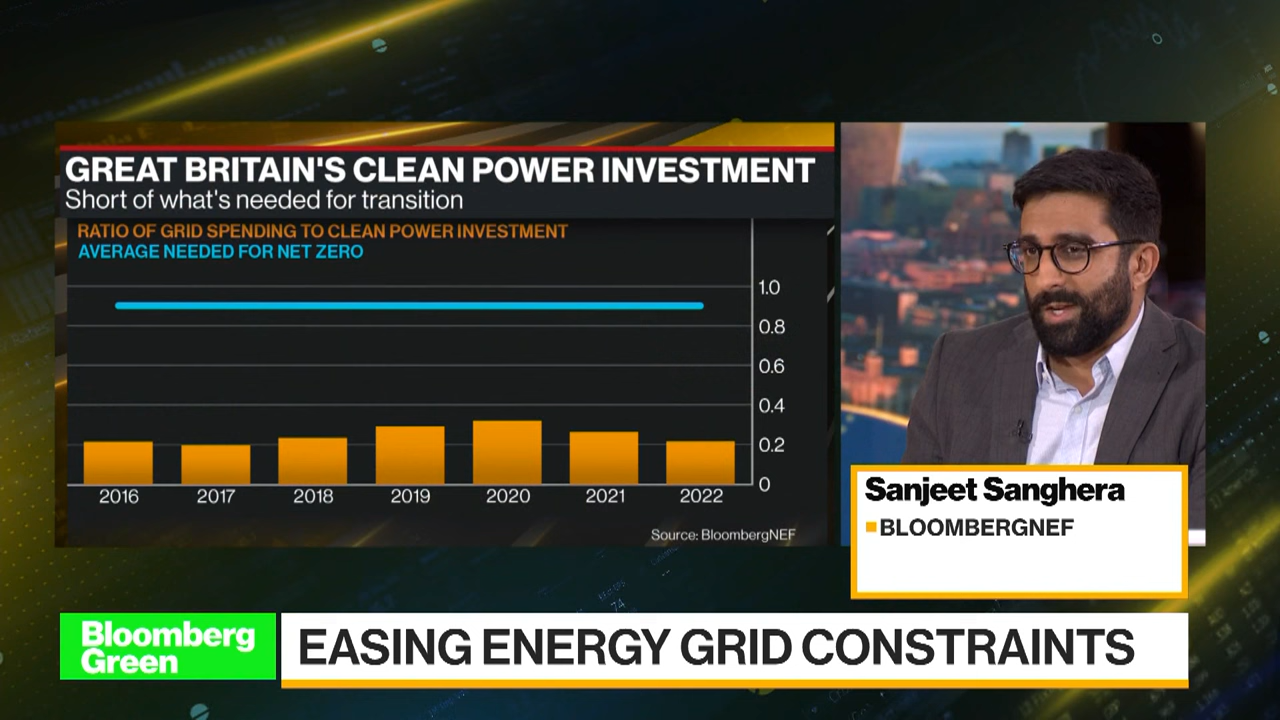 GREAT BRITAIN'S CLEAN POWER INVESTMENT
Short of what's needed for transition
RATIO OF GRID SPENDING TO CLEAN POWER INVESTMENT
AVERAGE NEEDED FOR NET ZERO
1.0
0.8
0.6
0.4
0.2
0
2016 2017 2018 2019 2020 2021 2022
Source: BloombergNEF
Sanjeet Sanghera
BLOOMBERGNEF
Bloomberg
Green
EASING ENERGY GRID CONSTRAINTS